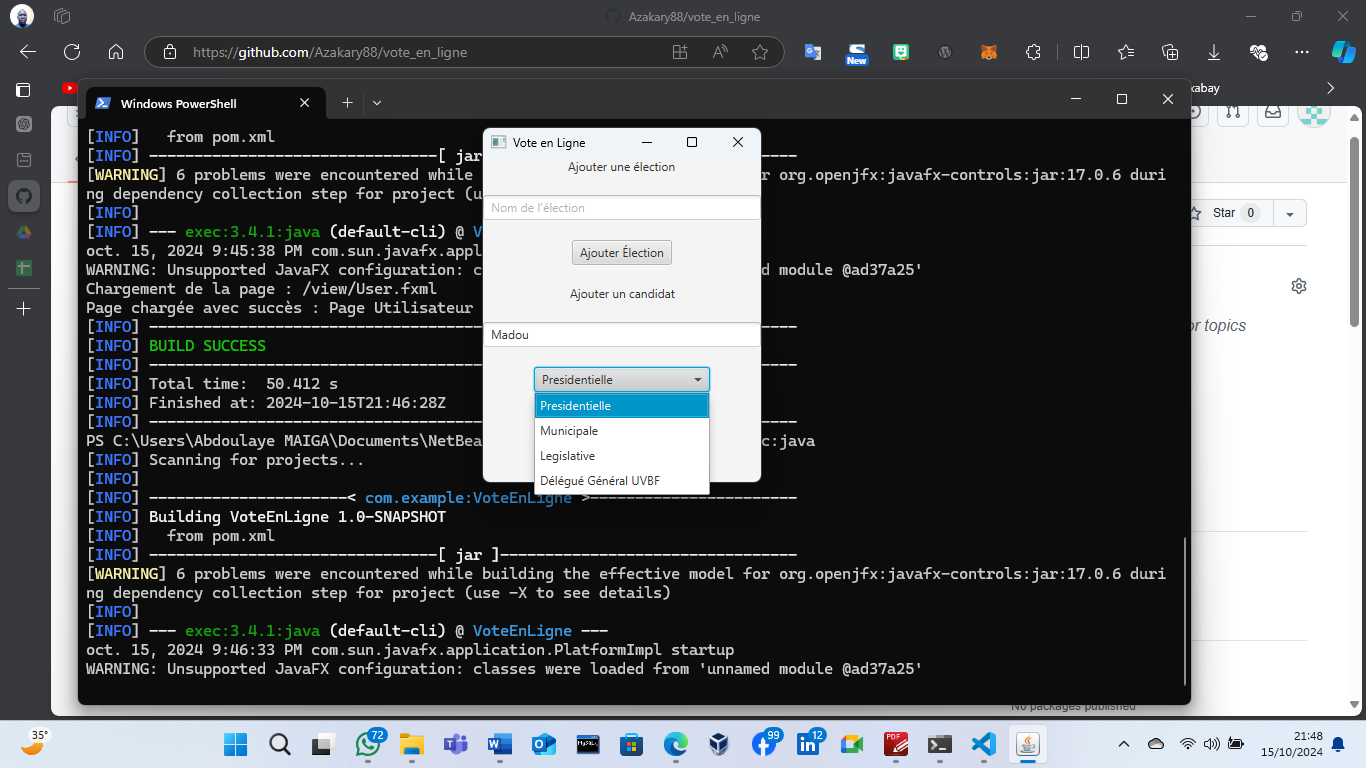 Azakary88/vote_en_ligne
https://github.com/Azakary88/vote_en_ligne
New
Windows PowerShell
kabay
[INFO]   from pom.xml
[INFO] --------------------------------[ jar
[WARNING] 6 problems were encountered while
r org.openjfx:javafx-controls:jar:17.0.6 duri
ng dependency collection step for project (u
[INFO]
[INFO] --- exec:3.4.1:java (default-cli) @ V
oct. 15, 2024 9:45:38 PM com.sun.javafx.appl
WARNING: Unsupported JavaFX configuration: c
d module @ad37a25'
Chargement de la page : /view/User.fxml
Page chargée avec succès : Page Utilisateur
[INFO] ------------------------------------------------------------------------
[INFO] BUILD SUCCESS
[INFO] ------------------------------------------------------------------------
[INFO] Total time:  50.412 s
[INFO] Finished at: 2024-10-15T21:46:28Z
[INFO] ------------------------------------------------------------------------
PS C:\Users\Abdoulaye MAIGA\Documents\NetBea
c:java
[INFO] Scanning for projects...
[INFO]
[INFO] ----------------------< com.example:VoteEnLigne >-----------------------
[INFO] Building VoteEnLigne 1.0-SNAPSHOT
[INFO]   from pom.xml
[INFO] --------------------------------[ jar ]---------------------------------
[WARNING] 6 problems were encountered while building the effective model for org.openjfx:javafx-controls:jar:17.0.6 duri
ng dependency collection step for project (use -X to see details)
[INFO]
[INFO] --- exec:3.4.1:java (default-cli) @ VoteEnLigne ---
oct. 15, 2024 9:46:33 PM com.sun.javafx.application.PlatformImpl startup
WARNING: Unsupported JavaFX configuration: classes were loaded from 'unnamed module @ad37a25'
Vote en Ligne
Ajouter une élection
Nom de l'élection
Ajouter Élection
Ajouter un candidat
Madou
Presidentielle
Presidentielle
Municipale
Legislative
Délégué Général UVBF
Star 0
or topics
No packages published
35°
72
99
12
MySQL
PDF
21:48
15/10/2024